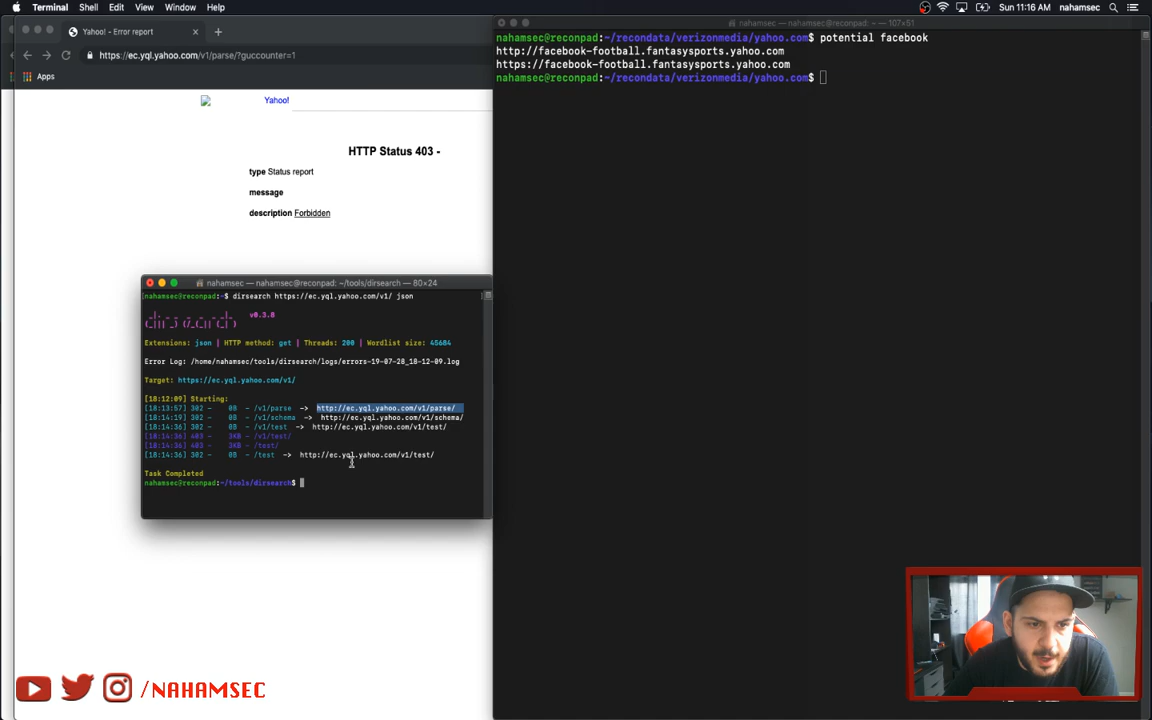 Terminal Shell Edit View Window Help
Sun 11:16 AM nahamsec
Yahoo! - Error report
https://ec.yql.yahoo.com/v1/parse/?guccounter=1
Apps
Yahoo!
HTTP Status 403 -
type Status report
message
description Forbidden
nahamsec — nahamsec@reconpad: ~/tools/dirsearch — 80×24
nahamsec@reconpad:~$ dirsearch https://ec.yql.yahoo.com/v1/ json
v0.3.8
Extensions: json | HTTP method: get | Threads: 200 | Wordlist size: 45684
Error Log: /home/nahamsec/tools/dirsearch/logs/errors-19-07-28_18-12-09.log
Target: https://ec.yql.yahoo.com/v1/
[18:12:09] Starting:
[18:13:57] 302 - 0B - /v1/parse -> http://ec.yql.yahoo.com/v1/parse/
[18:14:19] 302 - 0B - /v1/schema -> http://ec.yql.yahoo.com/v1/schema/
[18:14:36] 302 - 0B - /v1/test -> http://ec.yql.yahoo.com/v1/test/
[18:14:36] 403 - 3KB - /v1/test/
[18:14:36] 403 - 3KB - /test/
[18:14:36] 302 - 0B - /test -> http://ec.yql.yahoo.com/v1/test/
Task Completed
nahamsec@reconpad:~/tools/dirsearch$
nahamsec@reconpad: ~ — 107×51
nahamsec@reconpad:~/recondata/verizonmedia/yahoo.com$ potential facebook
http://facebook-football.fantasysports.yahoo.com
https://facebook-football.fantasysports.yahoo.com
nahamsec@reconpad:~/recondata/verizonmedia/yahoo.com$
/NAHAMSEC